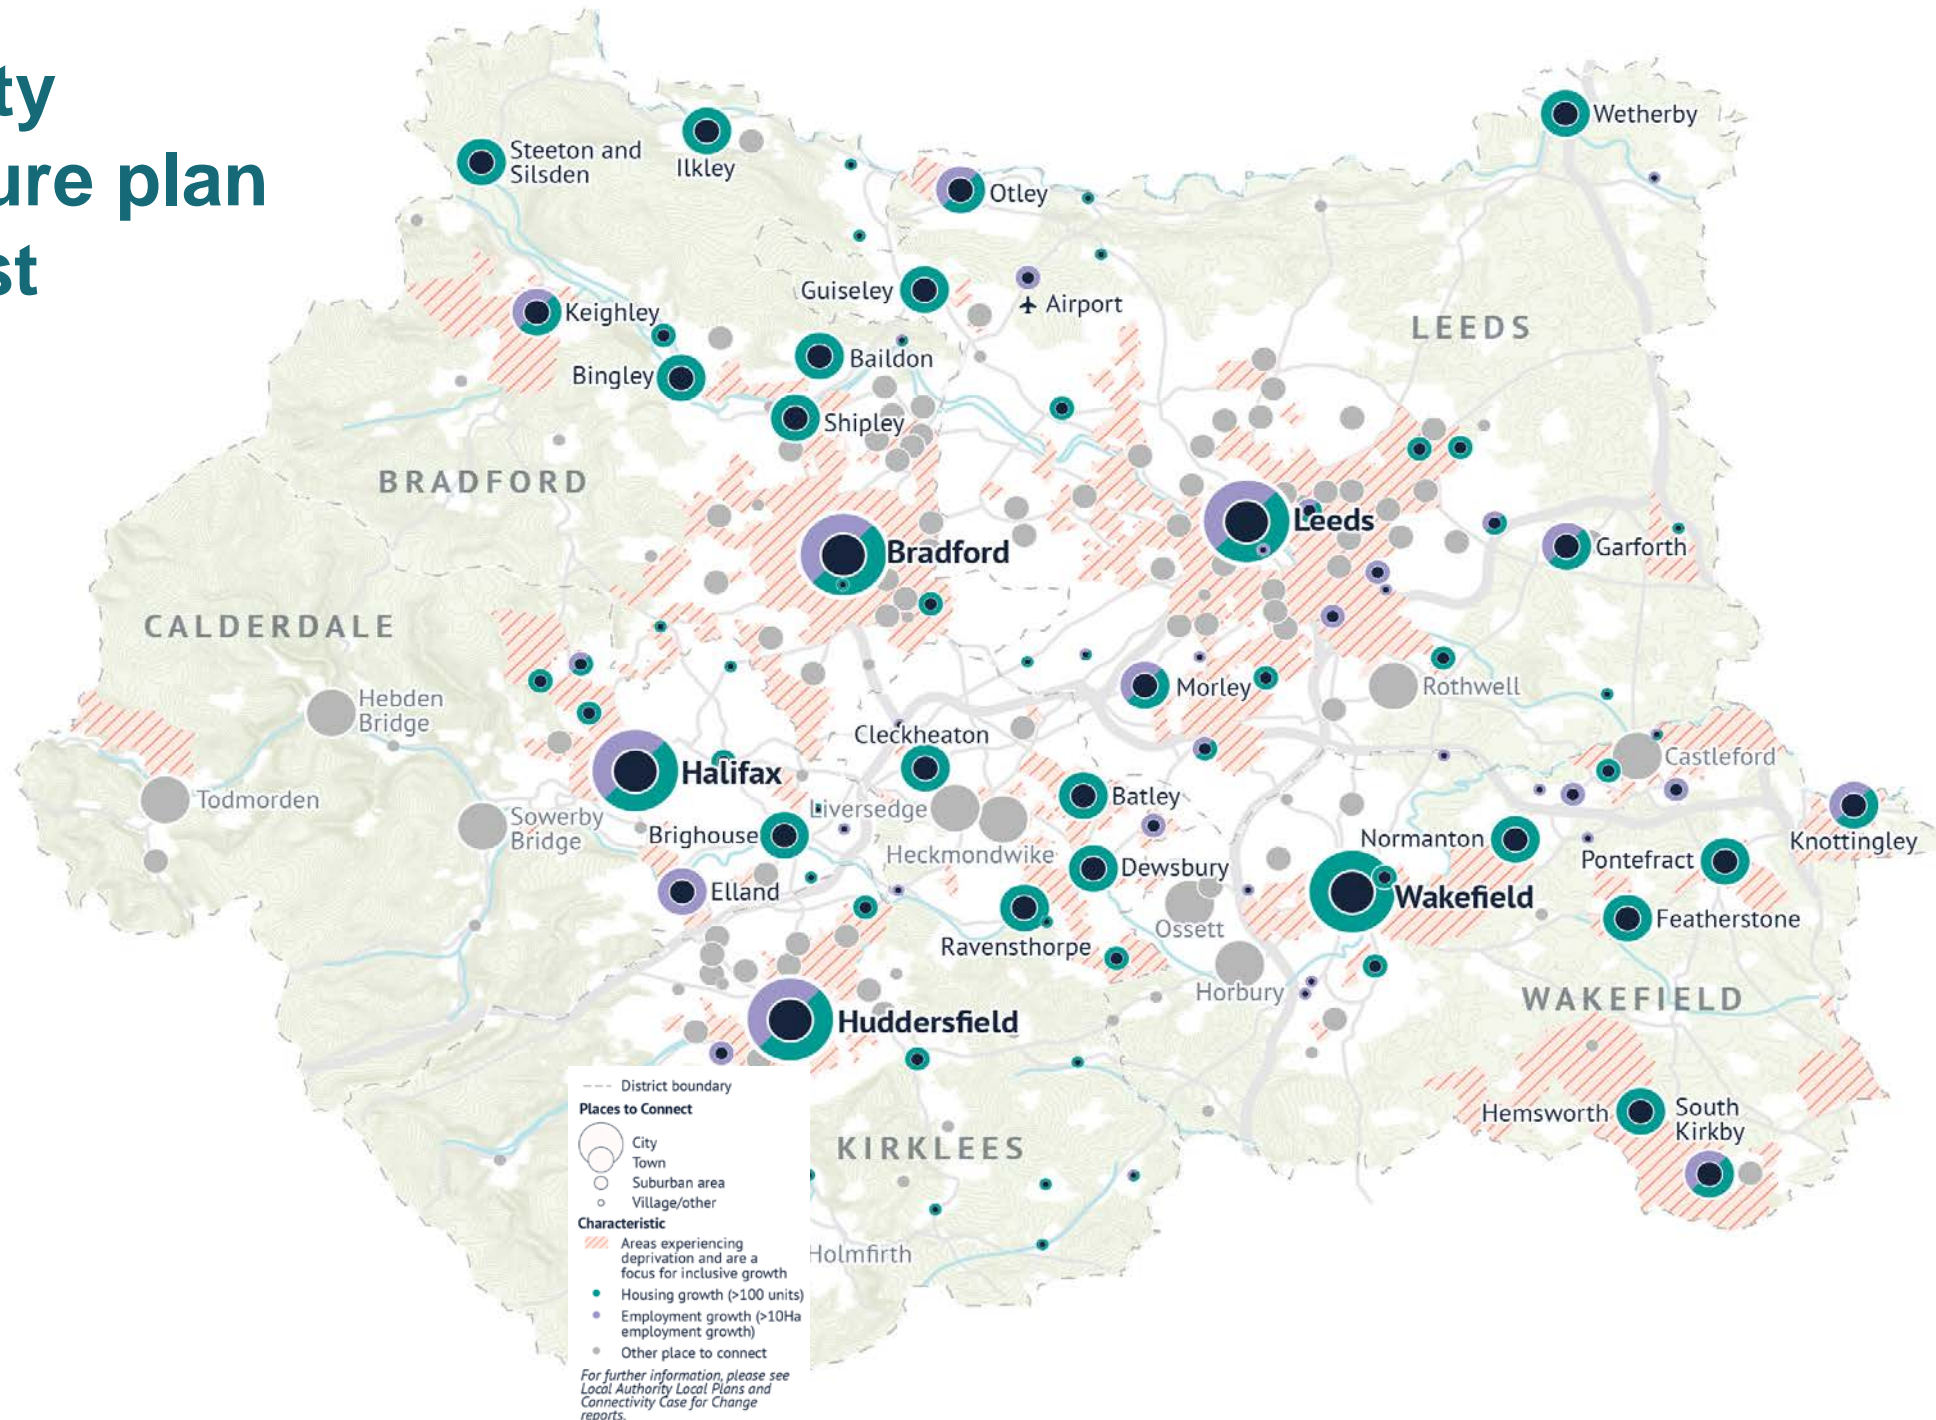 ty
ure plan
st
Steeton and
Silsden
Ilkley
Otley
Wetherby
Guiseley
Airport
Keighley
Bingley
Baildon
Shipley
LEEDS
BRADFORD
Bradford
Leeds
Garforth
CALDERDALE
Hebden
Bridge
Todmorden
Sowerby
Bridge
Halifax
Cleckheaton
Morley
Rothwell
Castleford
Liversedge
Heckmondwike
Batley
Brighouse
Elland
Dewsbury
Ravensthorpe
Ossett
Horbury
Normanton
Wakefield
Pontefract
Knottingley
Featherstone
WAKEFIELD
Huddersfield
KIRKLEES
Hemsworth
South
Kirkby
Holmfirth
District boundary
Places to Connect
City
Town
Suburban area
Village/other
Characteristic
Areas experiencing
deprivation and are a
focus for inclusive growth
Housing growth (>100 units)
Employment growth (>10Ha
employment growth)
Other place to connect
For further information, please see
Local Authority Local Plans and
Connectivity Case for Change
reports.